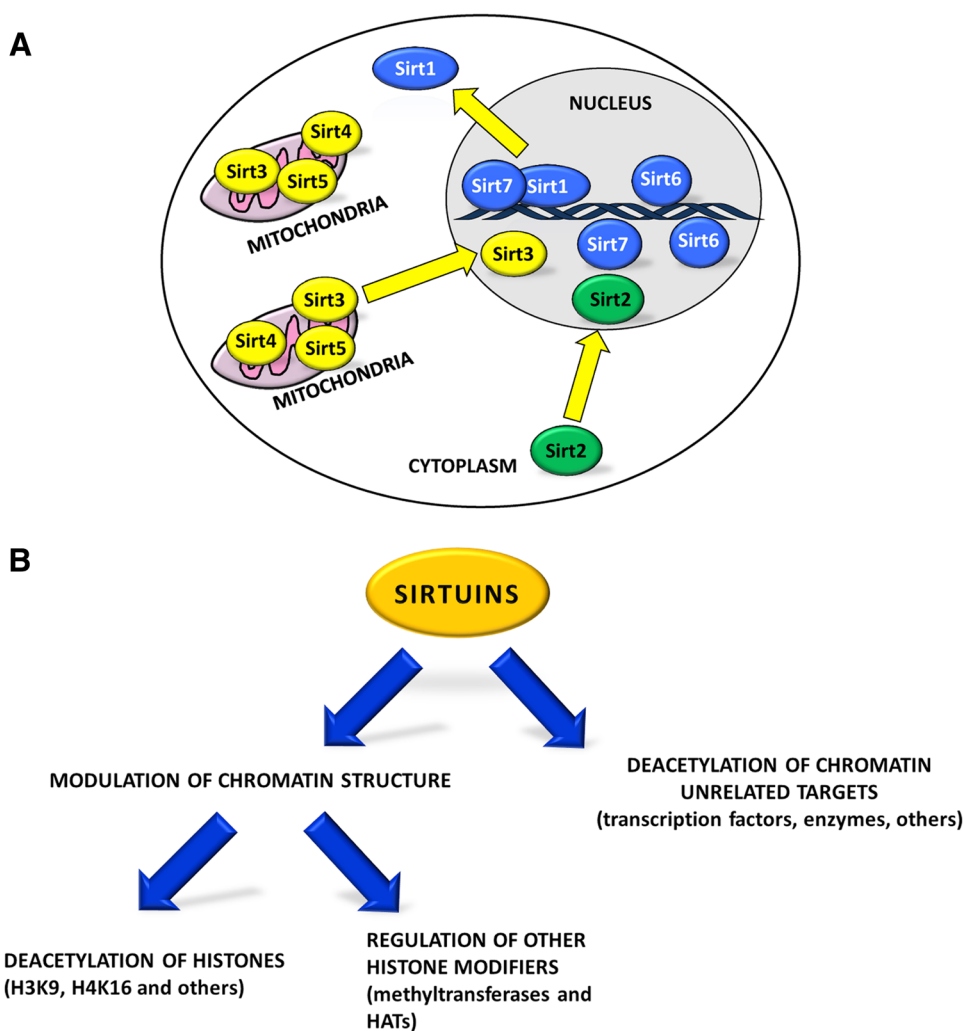 A
Sirt1
NUCLEUS
Sirt4
Sirt3
Sirt5
MITOCHONDRIA
Sirt7
Sirt1
Sirt6
Sirt3
Sirt7
Sirt6
Sirt2
Sirt3
Sirt4
Sirt5
MITOCHONDRIA
Sirt2
CYTOPLASM
B
SIRTUINS
MODULATION OF CHROMATIN STRUCTURE
DEACETYLATION OF CHROMATIN
UNRELATED TARGETS
(transcription factors, enzymes, others)
DEACETYLATION OF HISTONES
(H3K9, H4K16 and others)
REGULATION OF OTHER
HISTONE MODIFIERS
(methyltransferases and
HATs)